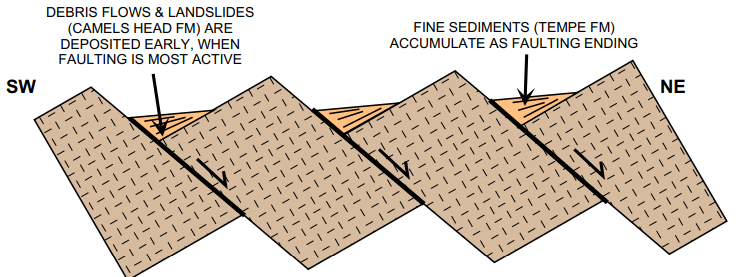 DEBRIS FLOWS & LANDSLIDES
(CAMELS HEAD FM) ARE
DEPOSITED EARLY, WHEN
FAULTING IS MOST ACTIVE
FINE SEDIMENTS (TEMPE FM)
ACCUMULATE AS FAULTING ENDING
SW
NE